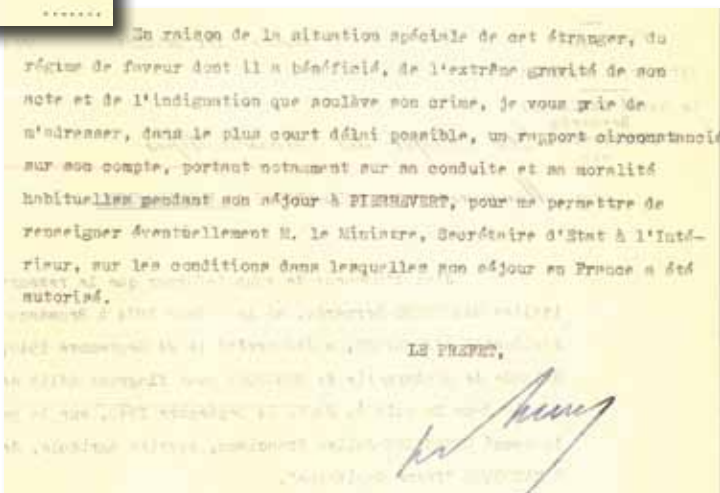 .......
En raison de la situation spéciale de cet étranger, du
régime de faveur dont il a bénéficié, de l'extrême gravité de son
acte et de l'indignation que soulève son crime, je vous prie de
m'adresser, dans le plus court délai possible, un rapport circonstancié
sur son compte, portant notamment sur sa conduite et sa moralité
habituelles pendant son séjour à PIERREVERT, pour me permettre de
renseigner éventuellement M. le Ministre, Secrétaire d'Etat à l'Inté-
rieur, sur les conditions dans lesquelles son séjour en France a été
autorisé.
LE PREFET,